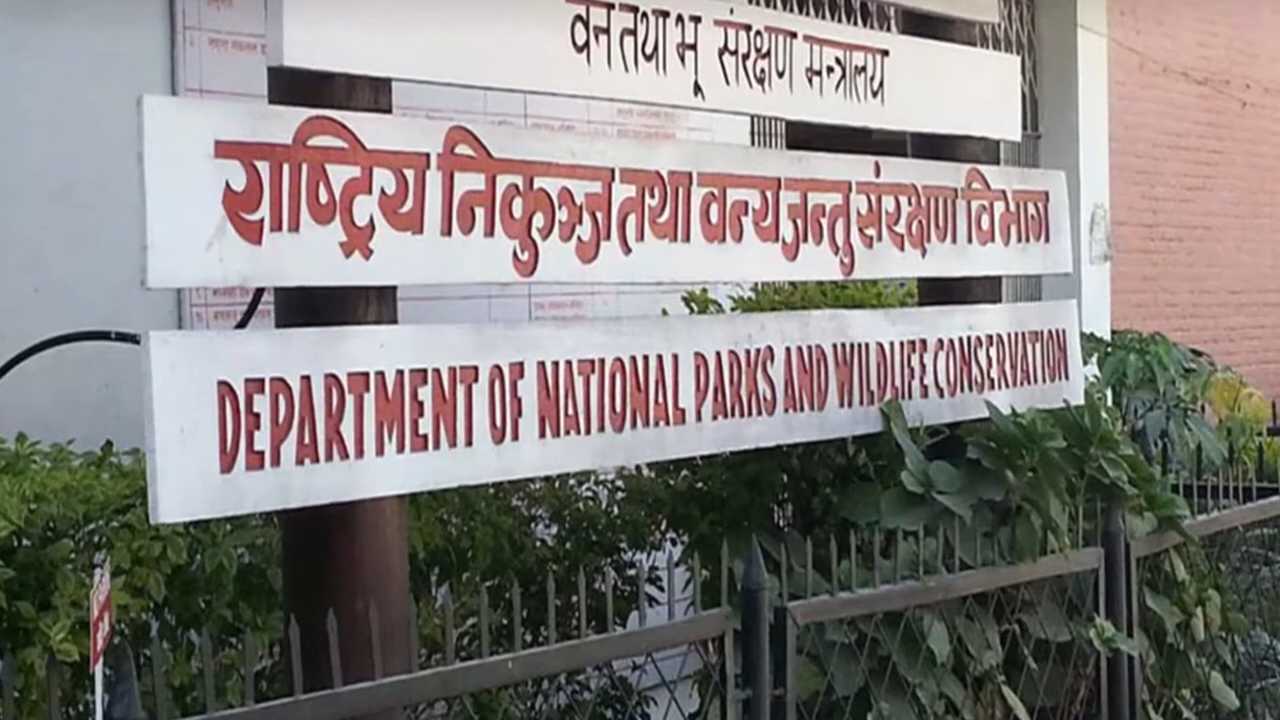 वन तथा भू संरक्षण मन्त्रालय
राष्ट्रिय निकुञ्ज तथा वन्यजन्तु संरक्षण विभाग
DEPARTMENT OF NATIONAL PARKS AND WILDLIFE CONSERVATION